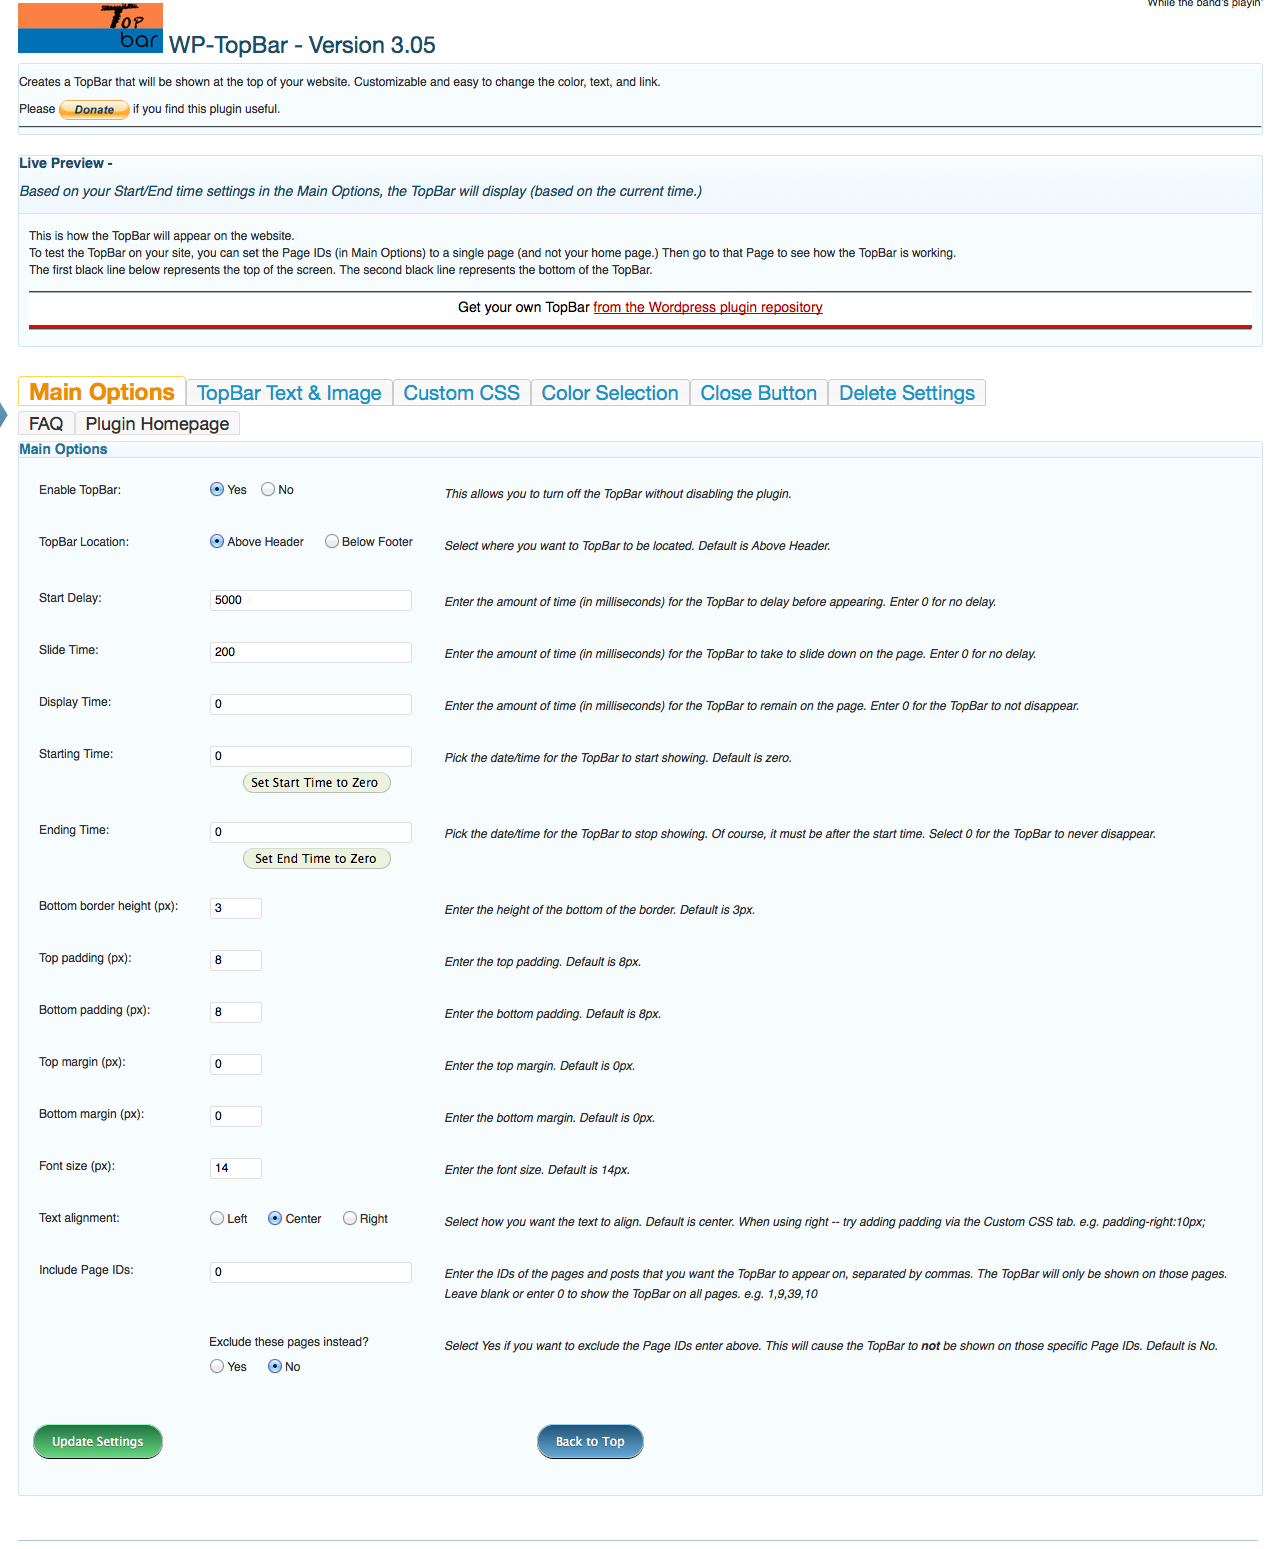 While the band's playin'
Top
bar
WP-TopBar - Version 3.05
Creates a TopBar that will be shown at the top of your website. Customizable and easy to change the color, text, and link.
Please Donate if you find this plugin useful.
Live Preview -
Based on your Start/End time settings in the Main Options, the TopBar will display (based on the current time.)
This is how the TopBar will appear on the website.
To test the TopBar on your site, you can set the Page IDs (in Main Options) to a single page (and not your home page.) Then go to that Page to see how the TopBar is working.
The first black line below represents the top of the screen. The second black line represents the bottom of the TopBar.
Get your own TopBar from the Wordpress plugin repository
Main Options TopBar Text & Image Custom CSS Color Selection Close Button Delete Settings
FAQ Plugin Homepage
Main Options
Enable TopBar: Yes No This allows you to turn off the TopBar without disabling the plugin.
TopBar Location: Above Header Below Footer Select where you want to TopBar to be located. Default is Above Header.
Start Delay: 5000 Enter the amount of time (in milliseconds) for the TopBar to delay before appearing. Enter 0 for no delay.
Slide Time: 200 Enter the amount of time (in milliseconds) for the TopBar to take to slide down on the page. Enter 0 for no delay.
Display Time: 0 Enter the amount of time (in milliseconds) for the TopBar to remain on the page. Enter 0 for the TopBar to not disappear.
Starting Time: 0 Pick the date/time for the TopBar to start showing. Default is zero.
Set Start Time to Zero
Ending Time: 0 Pick the date/time for the TopBar to stop showing. Of course, it must be after the start time. Select 0 for the TopBar to never disappear.
Set End Time to Zero
Bottom border height (px): 3 Enter the height of the bottom of the border. Default is 3px.
Top padding (px): 8 Enter the top padding. Default is 8px.
Bottom padding (px): 8 Enter the bottom padding. Default is 8px.
Top margin (px): 0 Enter the top margin. Default is 0px.
Bottom margin (px): 0 Enter the bottom margin. Default is 0px.
Font size (px): 14 Enter the font size. Default is 14px.
Text alignment: Left Center Right Select how you want the text to align. Default is center. When using right -- try adding padding via the Custom CSS tab. e.g. padding-right:10px;
Include Page IDs: 0 Enter the IDs of the pages and posts that you want the TopBar to appear on, separated by commas. The TopBar will only be shown on those pages.
Leave blank or enter 0 to show the TopBar on all pages. e.g. 1,9,39,10
Exclude these pages instead? Select Yes if you want to exclude the Page IDs enter above. This will cause the TopBar to not be shown on those specific Page IDs. Default is No.
Yes No
Update Settings Back to Top